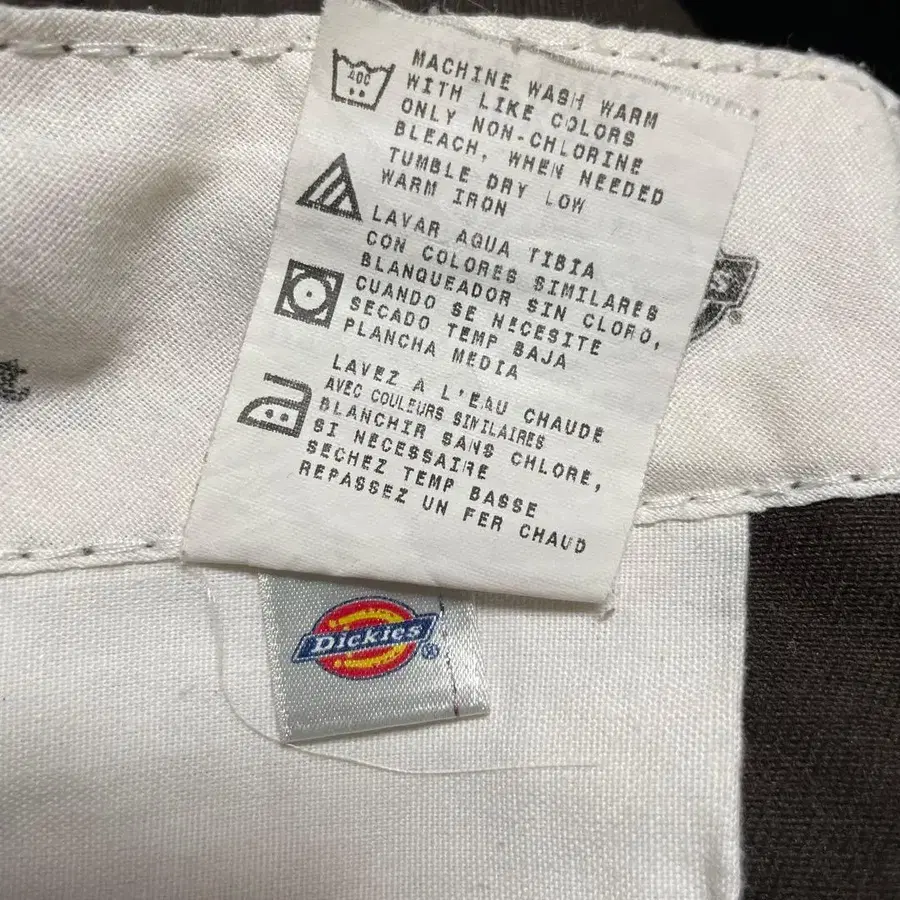 40C
MACHINE WASH WARM
WITH LIKE COLORS
ONLY NON-CHLORINE
BLEACH, WHEN NEEDED
TUMBLE DRY LOW
WARM IRON
LAVAR AGUA TIBIA
CON COLORES SIMILARES
BLANQUEADOR SIN CLORO,
CUANDO SE NECESITE
SECADO TEMP BAJA
PLANCHA MEDIA
LAVEZ A L'EAU CHAUDE
AVEC COULEURS SIMILAIRES
BLANCHIR SANS CHLORE,
SI NECESSAIRE
SECHEZ TEMP BASSE
REPASSEZ UN FER CHAUD
Dickies®